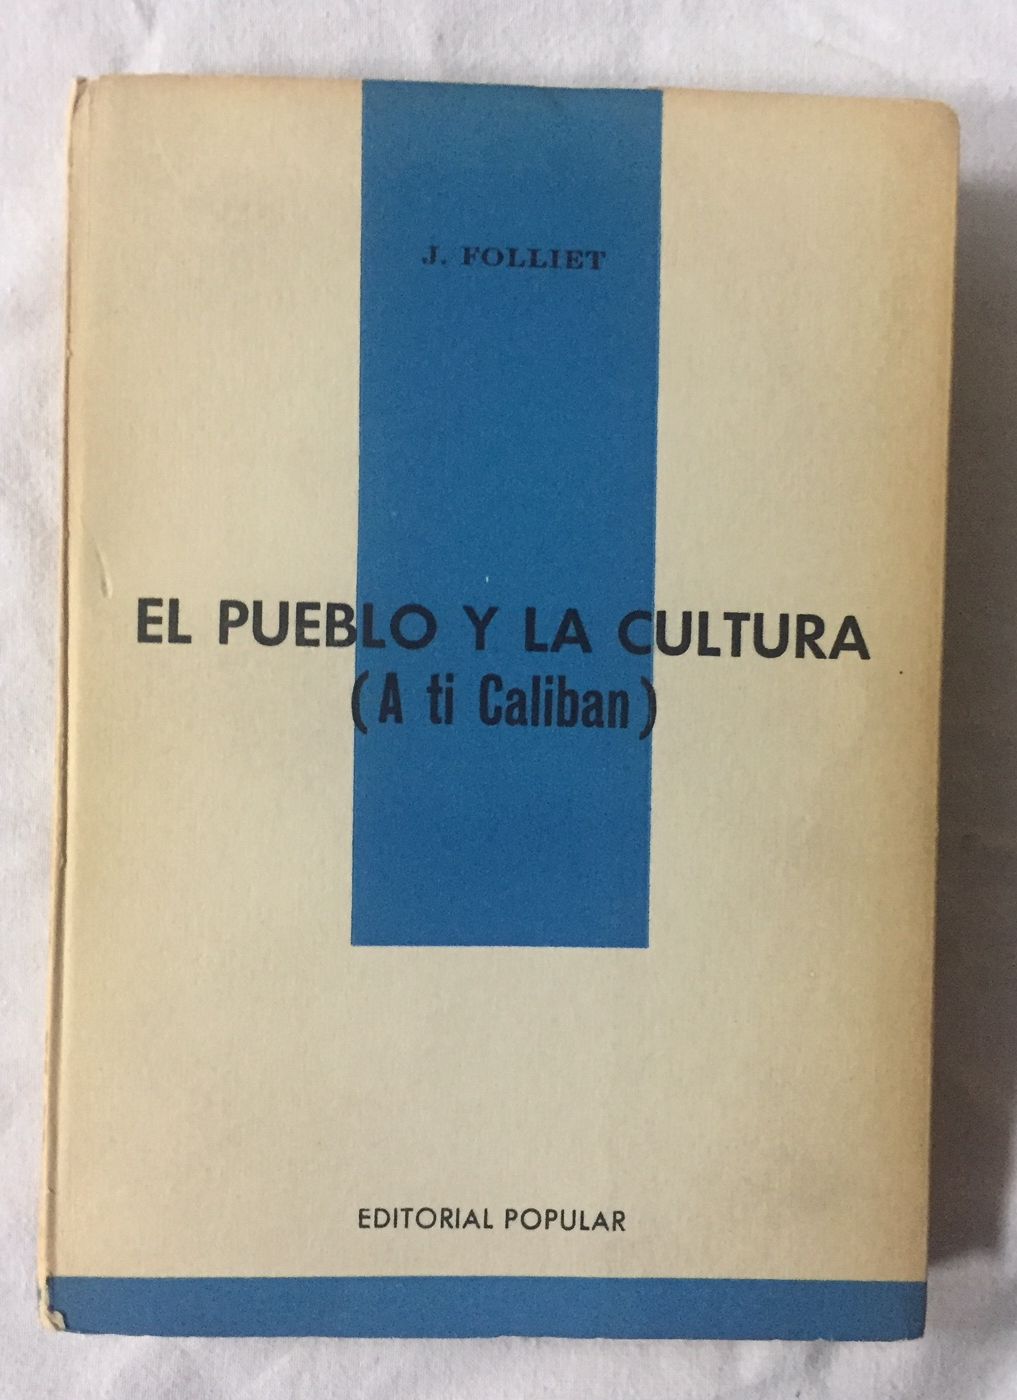 J. FOLLIET
EL PUEBLO Y LA CULTURA
(A ti Caliban)
EDITORIAL POPULAR